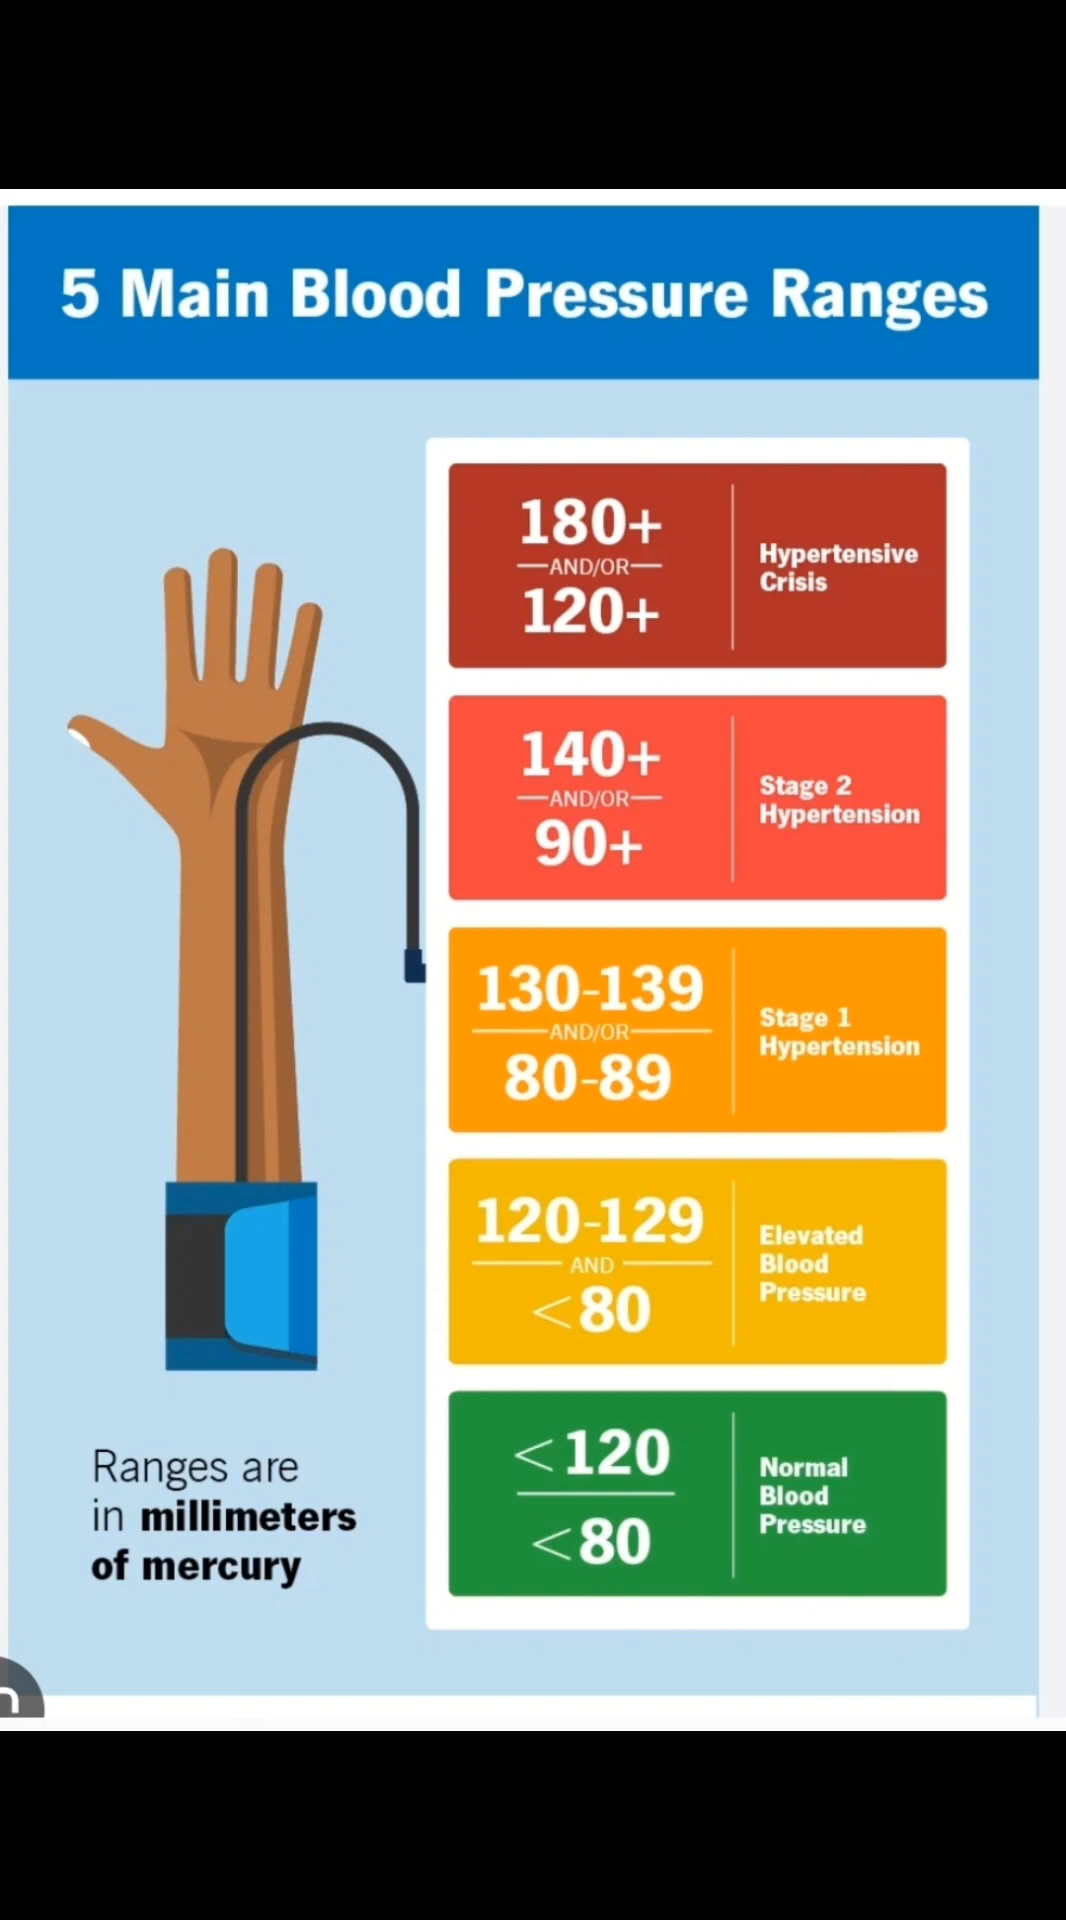 5 Main Blood Pressure Ranges
180+
AND/OR
120+
Hypertensive
Crisis
140+
AND/OR
90+
Stage 2
Hypertension
130-139
AND/OR
80-89
Stage 1
Hypertension
120-129
AND
<80
Elevated
Blood
Pressure
<120
<80
Normal
Blood
Pressure
Ranges are
in millimeters
of mercury